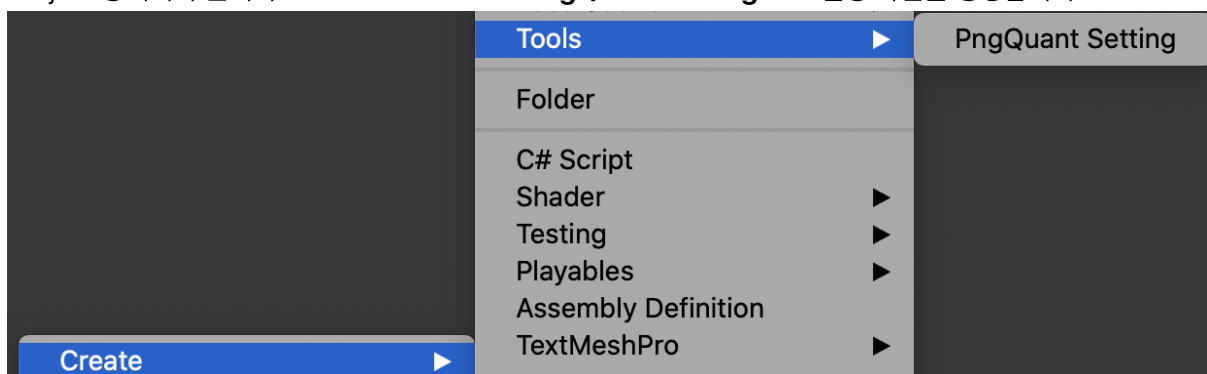 Tools
PngQuant Setting
Folder
C# Script
Shader
Testing
Playables
Assembly Definition
TextMeshPro
Create